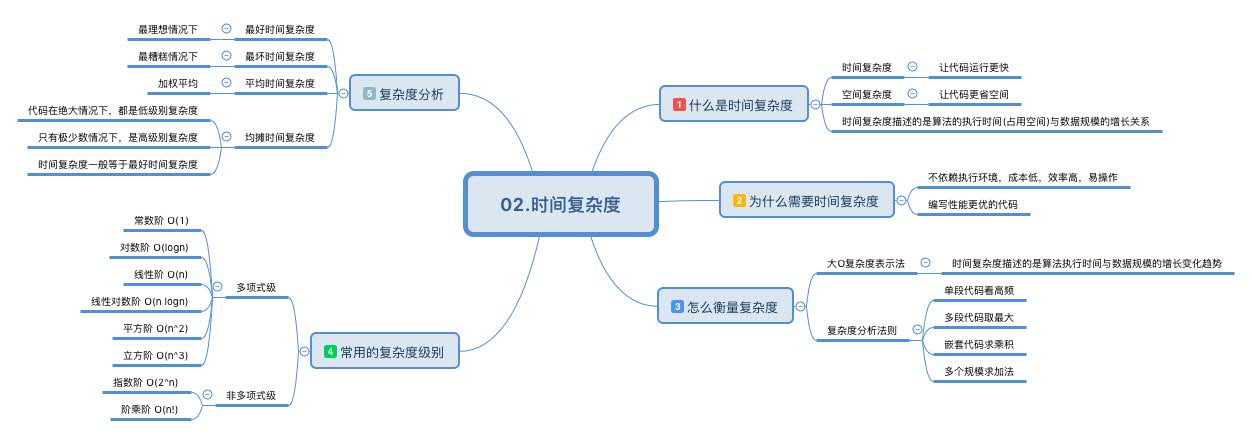 02.时间复杂度
1 什么是时间复杂度
时间复杂度
让代码运行更快
空间复杂度
让代码更省空间
时间复杂度描述的是算法的执行时间(占用空间)与数据规模的增长关系
2 为什么需要时间复杂度
不依赖执行环境，成本低，效率高，易操作
编写性能更优的代码
3 怎么衡量复杂度
大O复杂度表示法
时间复杂度描述的是算法执行时间与数据规模的增长变化趋势
复杂度分析法则
单段代码看高频
多段代码取最大
嵌套代码求乘积
多个规模求加法
4 常用的复杂度级别
多项式级
常数阶 O(1)
对数阶 O(logn)
线性阶 O(n)
线性对数阶 O(n logn)
平方阶 O(n^2)
立方阶 O(n^3)
非多项式级
指数阶 O(2^n)
阶乘阶 O(n!)
5 复杂度分析
最好时间复杂度
最理想情况下
最坏时间复杂度
最糟糕情况下
平均时间复杂度
加权平均
均摊时间复杂度
代码在绝大情况下，都是低级别复杂度
只有极少数情况下，是高级别复杂度
时间复杂度一般等于最好时间复杂度